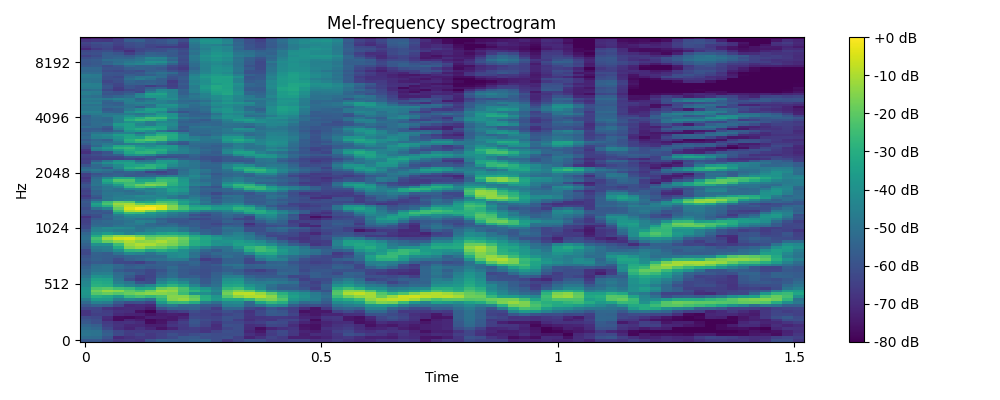 Mel-frequency spectrogram
+0 dB
8192
-10 dB
4096
-20 dB
-30 dB
2048
Hz
-40 dB
1024
-50 dB
-60 dB
512
-70 dB
0
-80 dB
0 0.5 1 1.5
Time